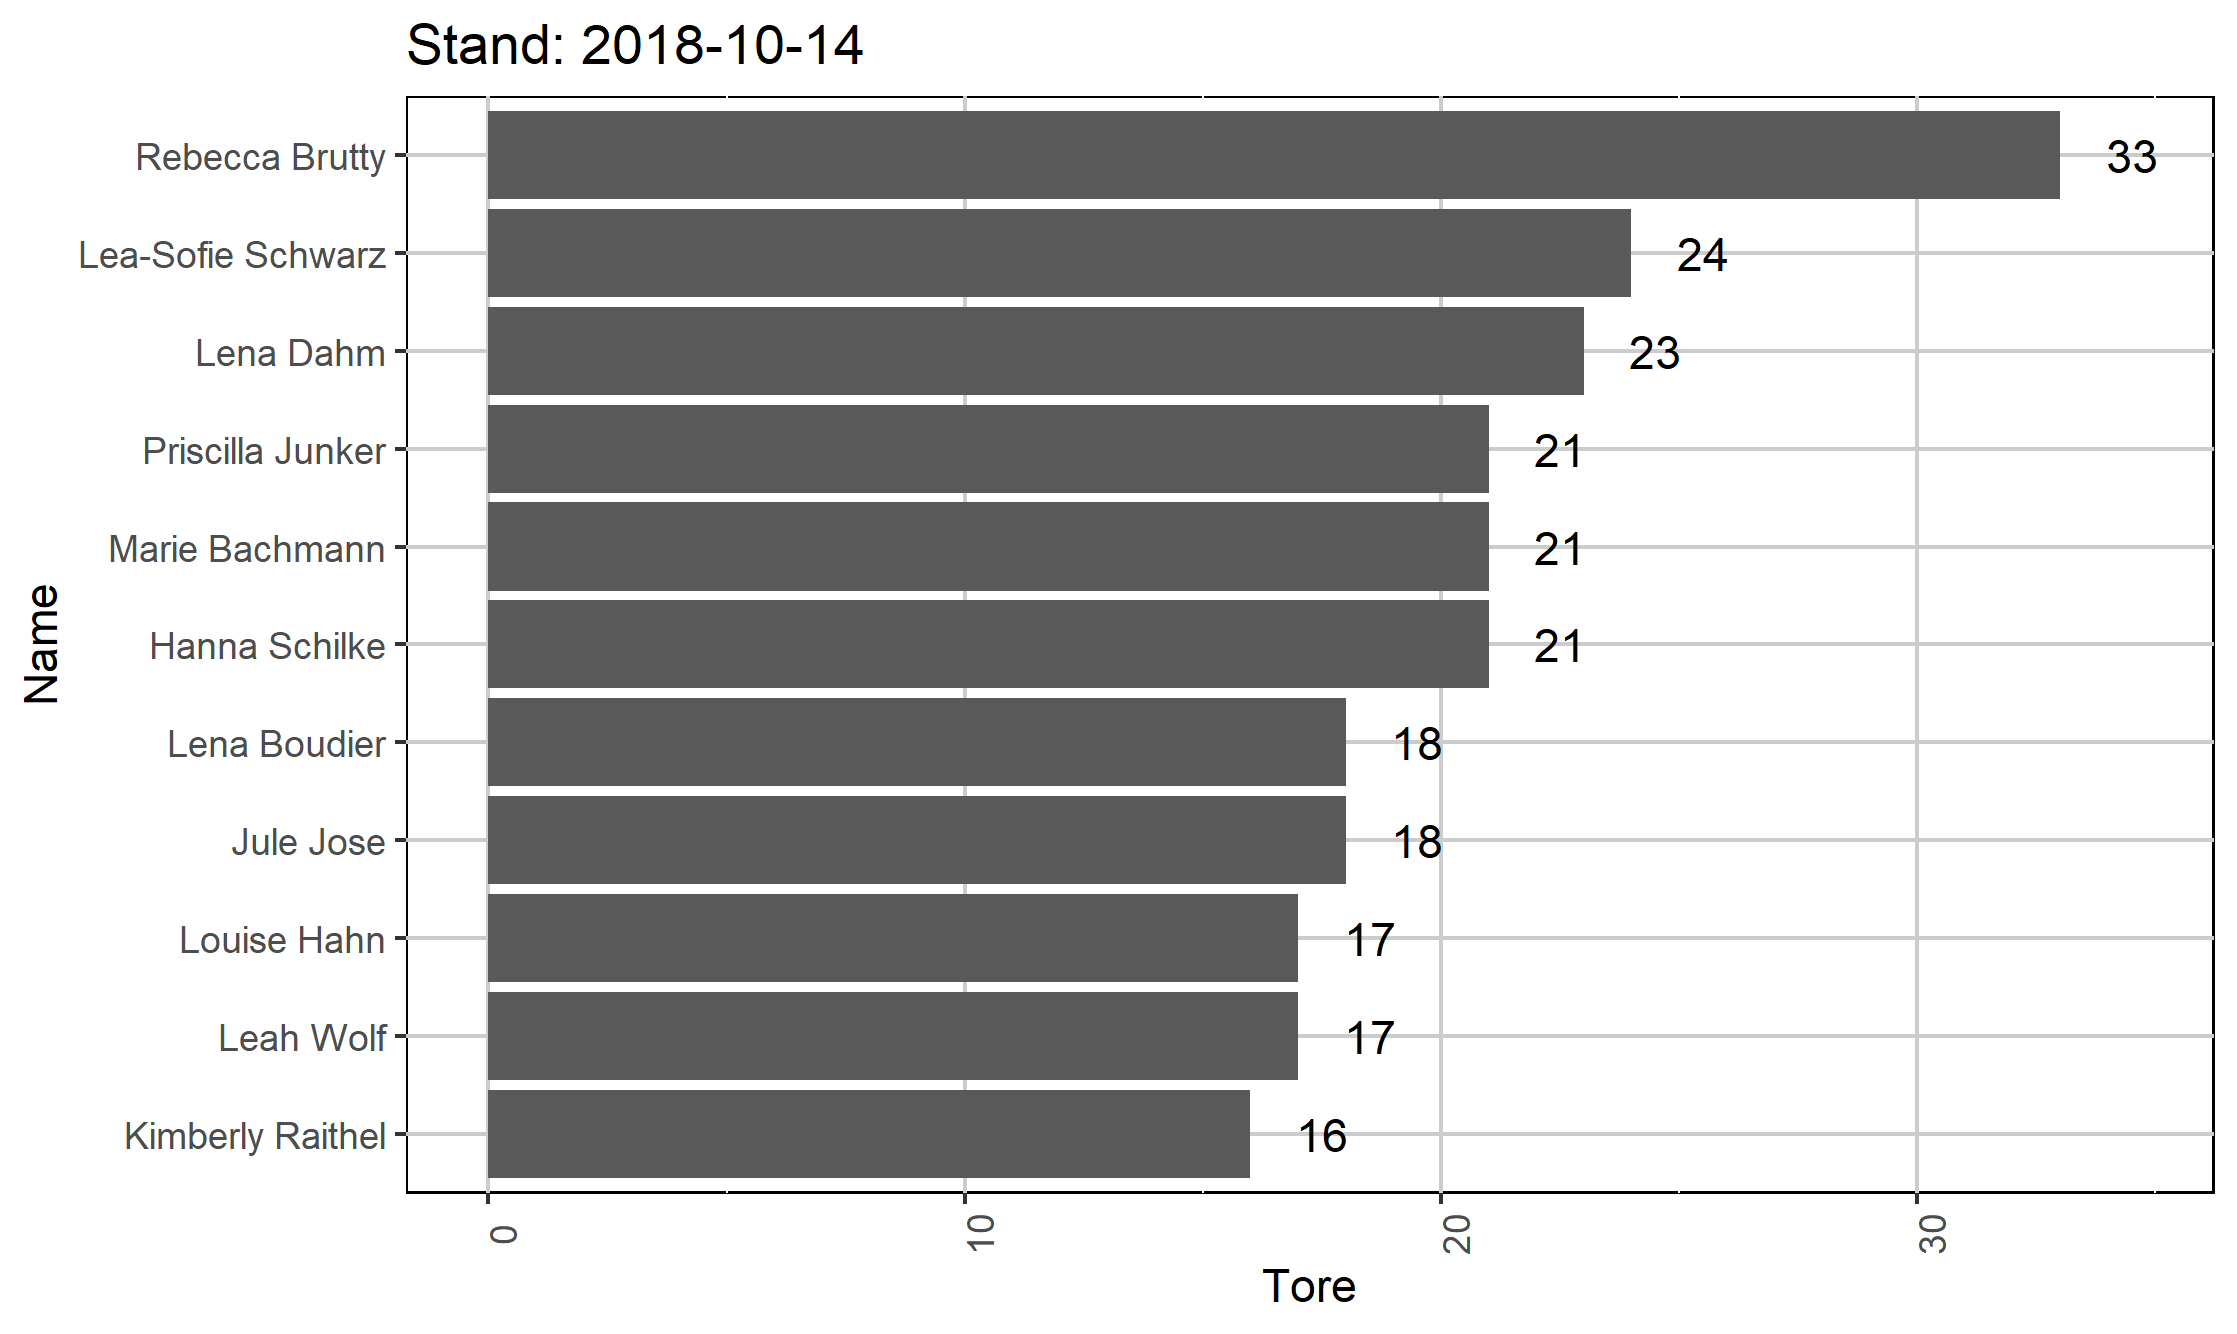 Stand: 2018-10-14
Name
Rebecca Brutty 33
Lea-Sofie Schwarz 24
Lena Dahm 23
Priscilla Junker 21
Marie Bachmann 21
Hanna Schilke 21
Lena Boudier 18
Jule Jose 18
Louise Hahn 17
Leah Wolf 17
Kimberly Raithel 16
0 10 20 30
Tore